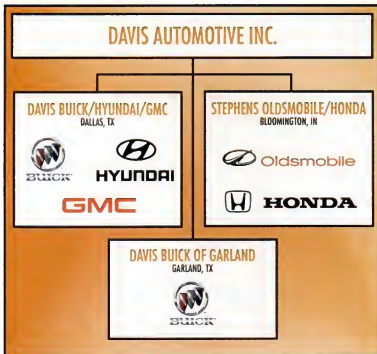 DAVIS AUTOMOTIVE INC.
DAVIS BUICK/HYUNDAI/GMC
DALLAS, TX
BUICK
HYUNDAI
GMC
STEPHENS OLDSMOBILE/HONDA
BLOOMINGTON, IN
Oldsmobile
HONDA
DAVIS BUICK OF GARLAND
GARLAND, TX
BUICK